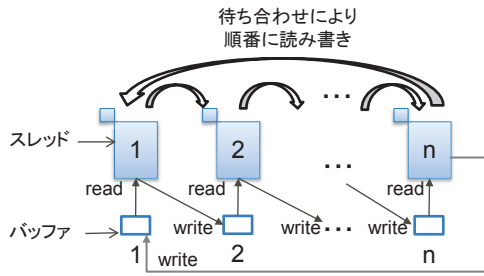 待ち合わせにより
順番に読み書き
…
スレッド
1
2
…
n
read
read
read
write
write
…
write
バッファ
1
write
2
n